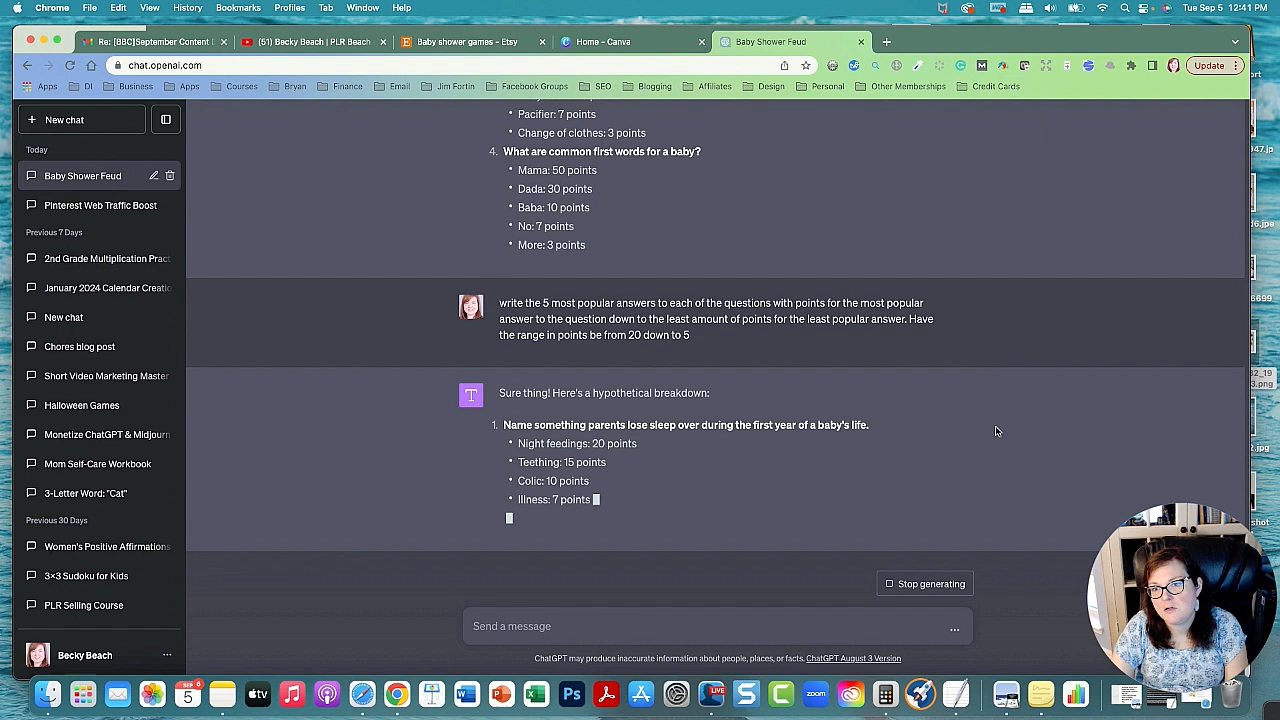 Chrome File Edit View History Bookmarks Profiles Tab Window Help Tue Sep 5 12:41 PM
Re: [BBC]September Content (51) Becky Beach | PLR Beach Baby shower games - Etsy Home - Canva Baby Shower Feud
chat.openai.com Update
Apps DI Business Apps Courses Bryan Finance Email Jim Fortin Facebook Groups SEO Blogging Affiliates Design Personal Other Memberships Credit Cards
New chat
Today
Baby Shower Feud
Pinterest Web Traffic Boost
Previous 7 Days
2nd Grade Multiplication Pract
January 2024 Calendar Creatio
New chat
Chores blog post
Short Video Marketing Master
Halloween Games
Monetize ChatGPT & Midjourn
Mom Self-Care Workbook
3-Letter Word: "Cat"
Previous 30 Days
Women's Positive Affirmations
3×3 Sudoku for Kids
PLR Selling Course
Becky Beach
Pacifier: 7 points
Change of clothes: 3 points
4. What are common first words for a baby?
Mama: 50 points
Dada: 30 points
Baba: 10 points
No: 7 points
More: 3 points
write the 5 most popular answers to each of the questions with points for the most popular
answer to the question down to the least amount of points for the least popular answer. Have
the range in points be from 20 down to 5
T
Sure thing! Here's a hypothetical breakdown:
1. Name something parents lose sleep over during the first year of a baby's life.
Night feedings: 20 points
Teething: 15 points
Colic: 10 points
Illness: 7 points
Stop generating
Send a message
ChatGPT may produce inaccurate information about people, places, or facts. ChatGPT August 3 Version